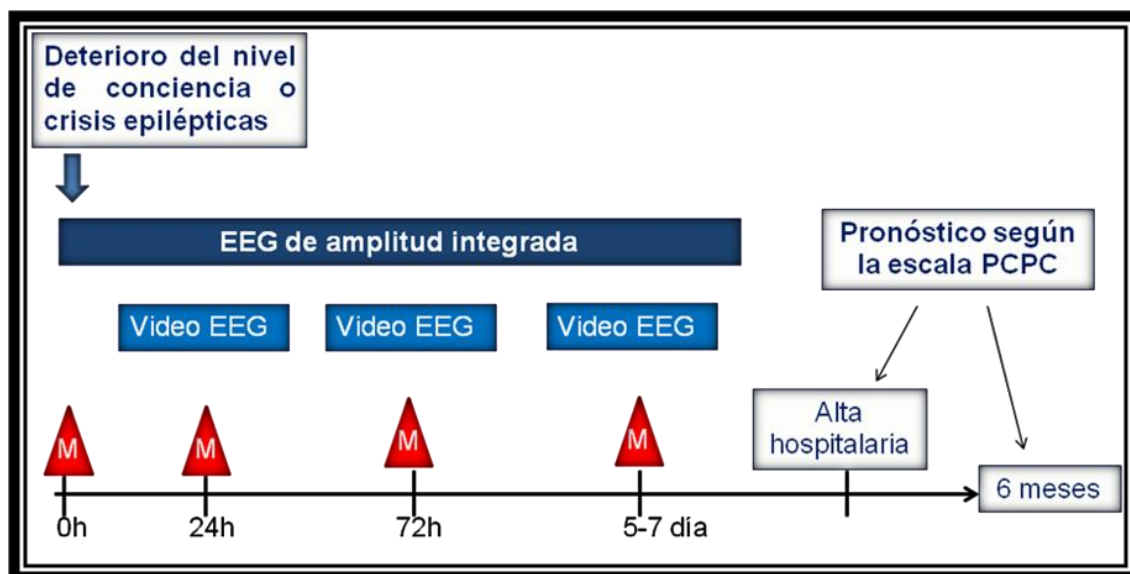 Deterioro del nivel
de conciencia o
crisis epilépticas
EEG de amplitud integrada
Pronóstico según
la escala PCPC
Video EEG
Video EEG
Video EEG
M
M
M
M
Alta
hospitalaria
6 meses
0h
24h
72h
5-7 día